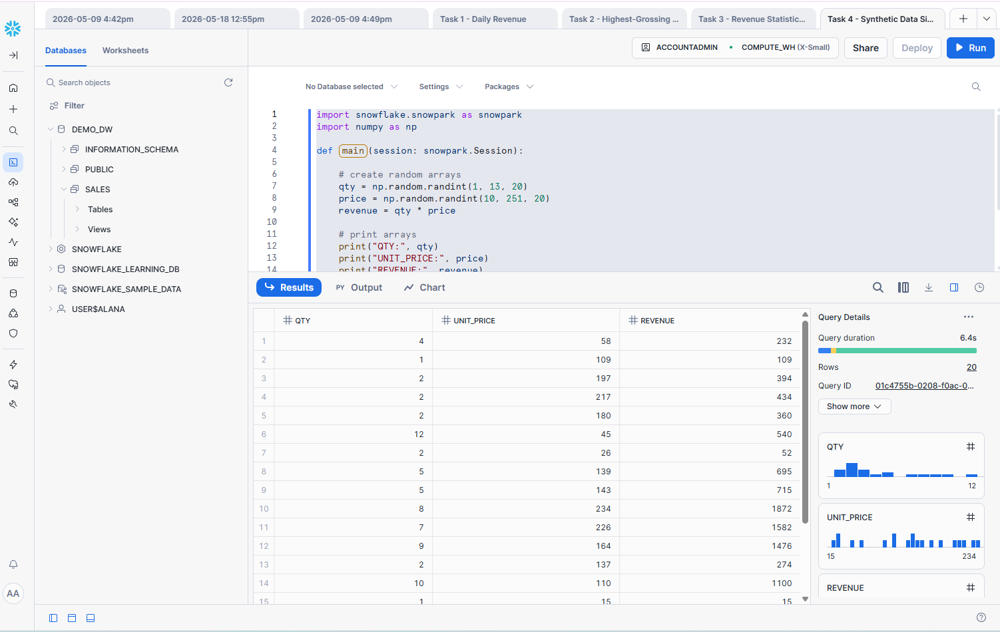 2026-05-09 4:42pm
2026-05-18 12:55pm
2026-05-09 4:49pm
Task 1 - Daily Revenue
Task 2 - Highest-Grossing ...
Task 3 - Revenue Statistic...
Task 4 - Synthetic Data Si...
Databases
Worksheets
ACCOUNTADMIN
COMPUTE_WH (X-Small)
Share
Deploy
Run
Search objects
Filter
DEMO_DW
INFORMATION_SCHEMA
PUBLIC
SALES
Tables
Views
SNOWFLAKE
SNOWFLAKE_LEARNING_DB
SNOWFLAKE_SAMPLE_DATA
USER$ALANA
AA
No Database selected
Settings
Packages
1 import snowflake.snowpark as snowpark
2 import numpy as np
3
4 def main(session: snowpark.Session):
5
6 # create random arrays
7 qty = np.random.randint(1, 13, 20)
8 price = np.random.randint(10, 251, 20)
9 revenue = qty * price
10
11 # print arrays
12 print("QTY:", qty)
13 print("UNIT_PRICE:", price)
14 print("REVENUE:", revenue)
Results
PY Output
Chart
QTY UNIT_PRICE REVENUE
1 4 58 232
2 1 109 109
3 2 197 394
4 2 217 434
5 2 180 360
6 12 45 540
7 2 26 52
8 5 139 695
9 5 143 715
10 8 234 1872
11 7 226 1582
12 9 164 1476
13 2 137 274
14 10 110 1100
15 1 15 15
Query Details
Query duration 6.4s
Rows 20
Query ID 01c4755b-0208-f0ac-0...
Show more
QTY
1 12
UNIT_PRICE
15 234
REVENUE